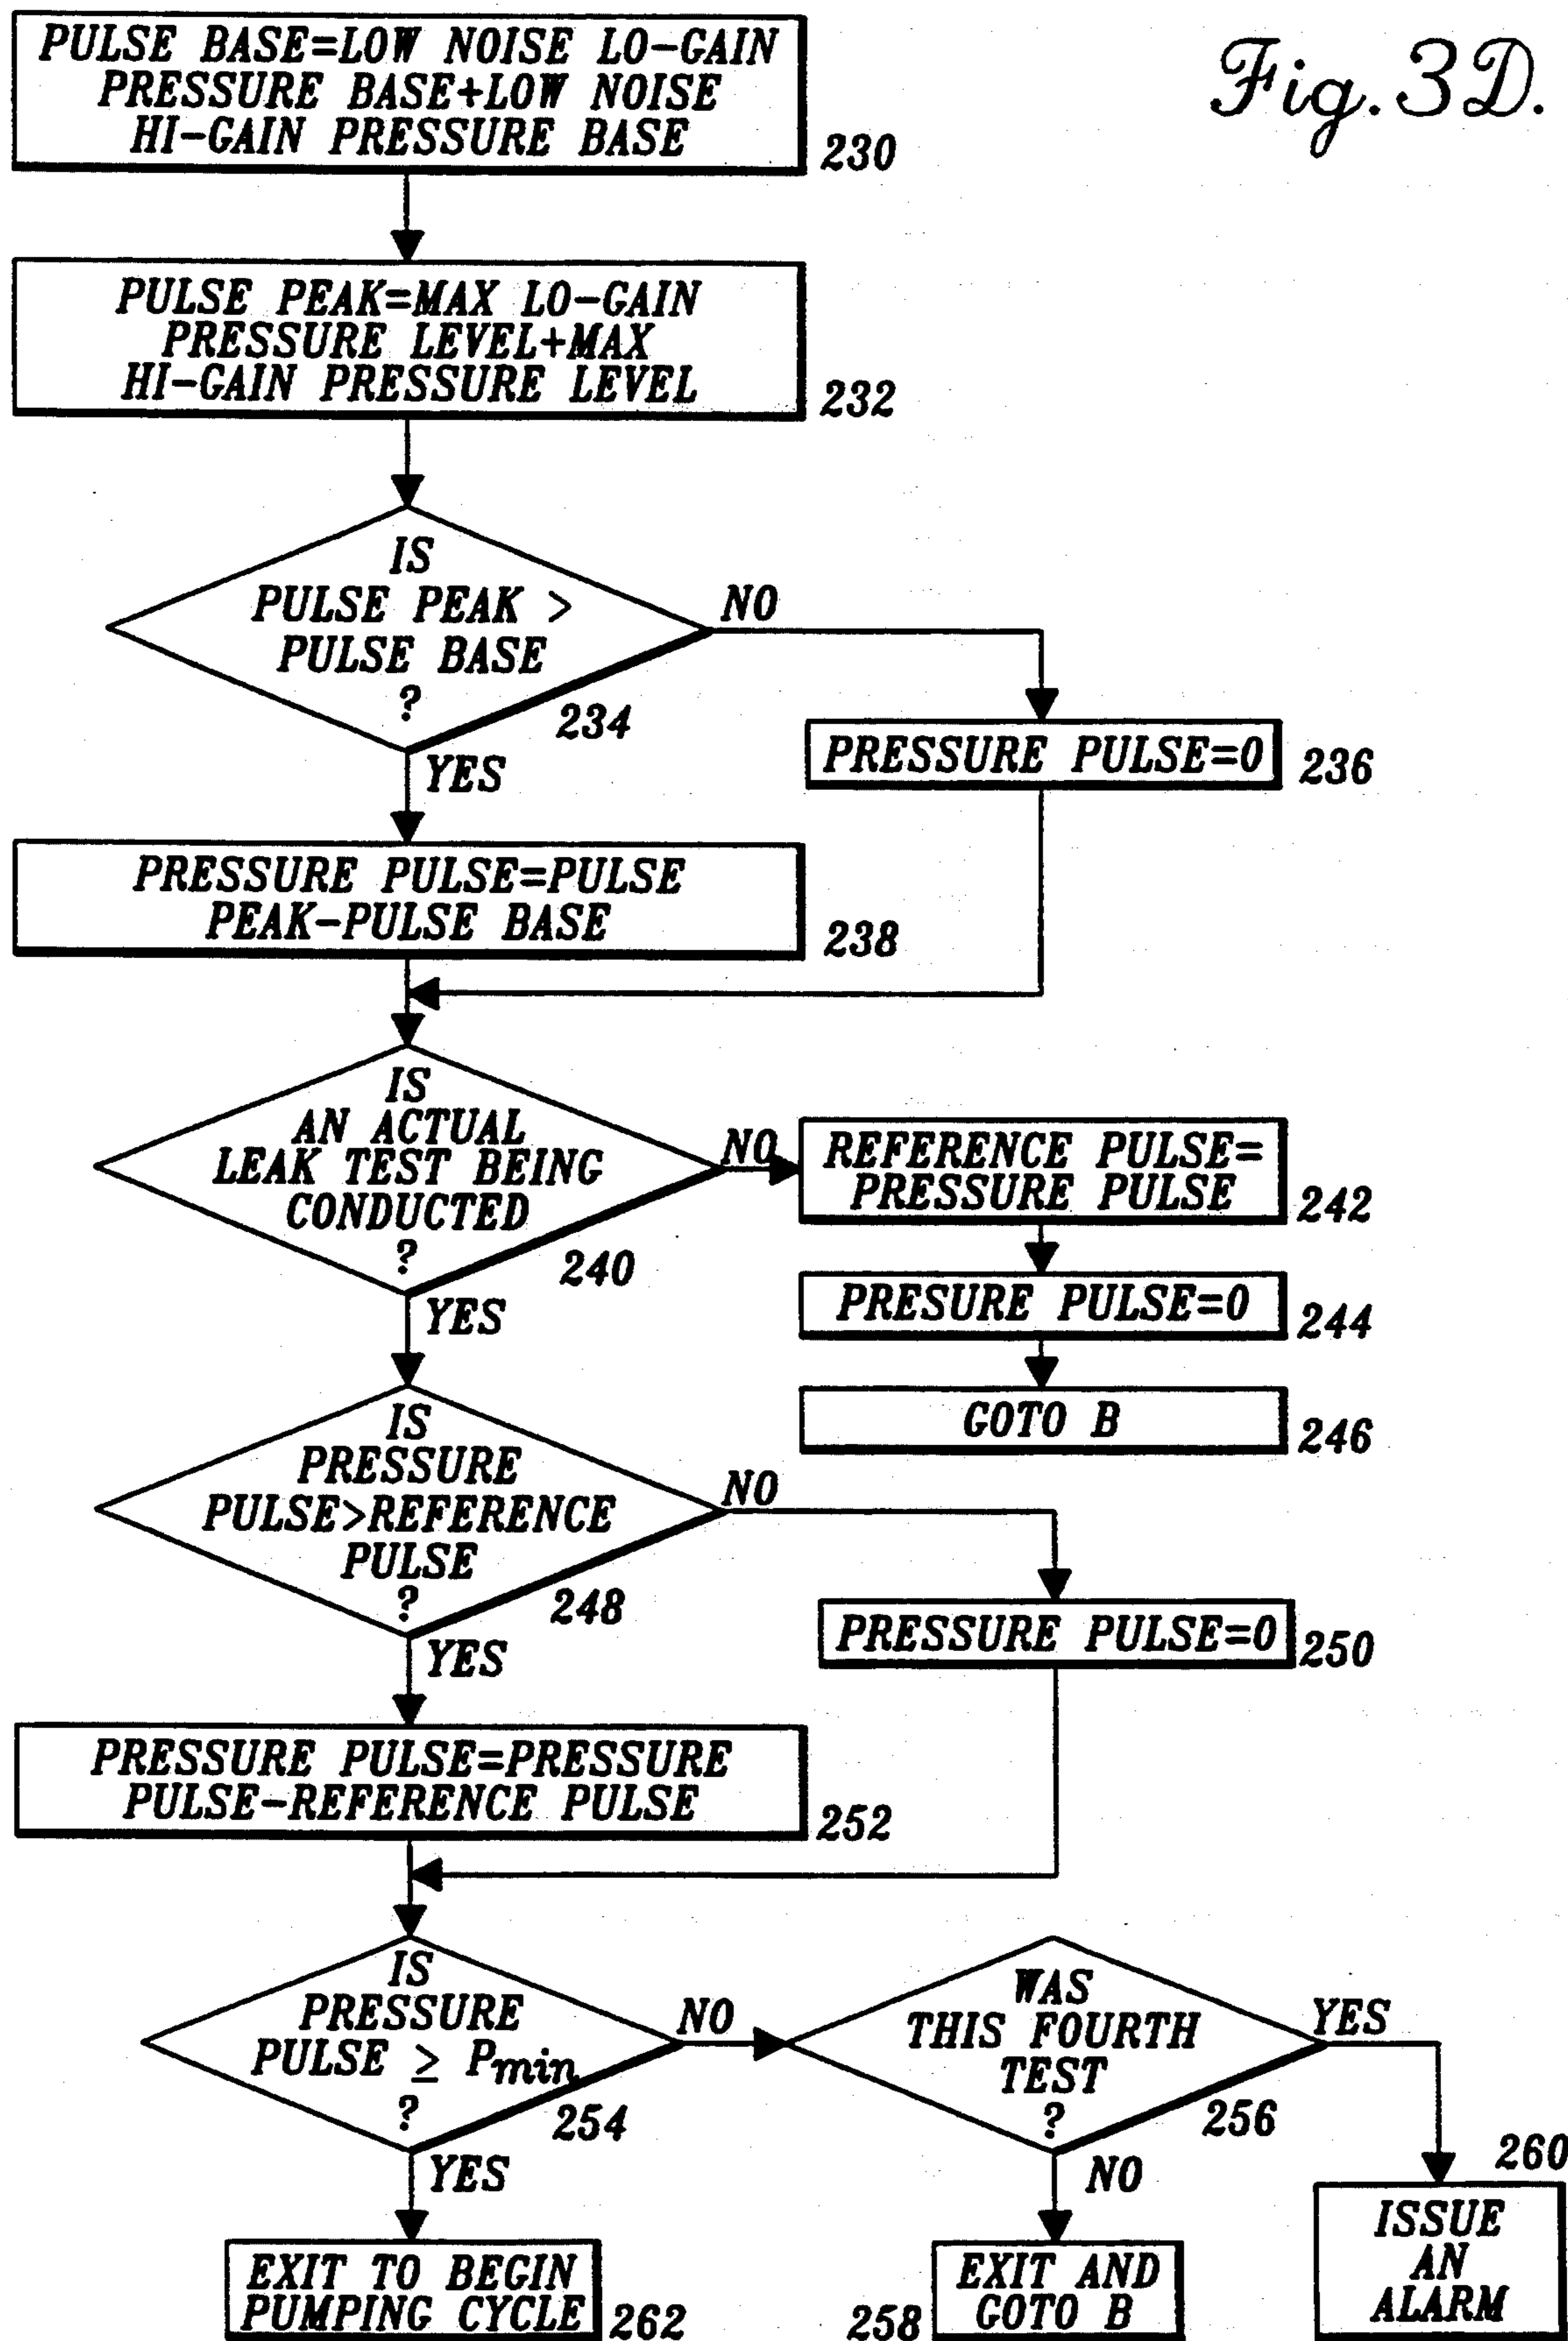 Fig. 3D.
PULSE BASE=LOW NOISE LO-GAIN
PRESSURE BASE+LOW NOISE
HI-GAIN PRESSURE BASE
230
PULSE PEAK=MAX LO-GAIN
PRESSURE LEVEL+MAX
HI-GAIN PRESSURE LEVEL
232
IS
PULSE PEAK >
PULSE BASE
?
234
NO
YES
PRESSURE PULSE=0
236
PRESSURE PULSE=PULSE
PEAK-PULSE BASE
238
IS
AN ACTUAL
LEAK TEST BEING
CONDUCTED
?
240
NO
YES
REFERENCE PULSE=
PRESSURE PULSE
242
PRESURE PULSE=0
244
GOTO B
246
IS
PRESSURE
PULSE>REFERENCE
PULSE
?
248
NO
YES
PRESSURE PULSE=0
250
PRESSURE PULSE=PRESSURE
PULSE-REFERENCE PULSE
252
IS
PRESSURE
PULSE ≥ Pmin
?
254
NO
YES
WAS
THIS FOURTH
TEST
?
256
YES
NO
260
ISSUE
AN
ALARM
EXIT TO BEGIN
PUMPING CYCLE
262
258
EXIT AND
GOTO B